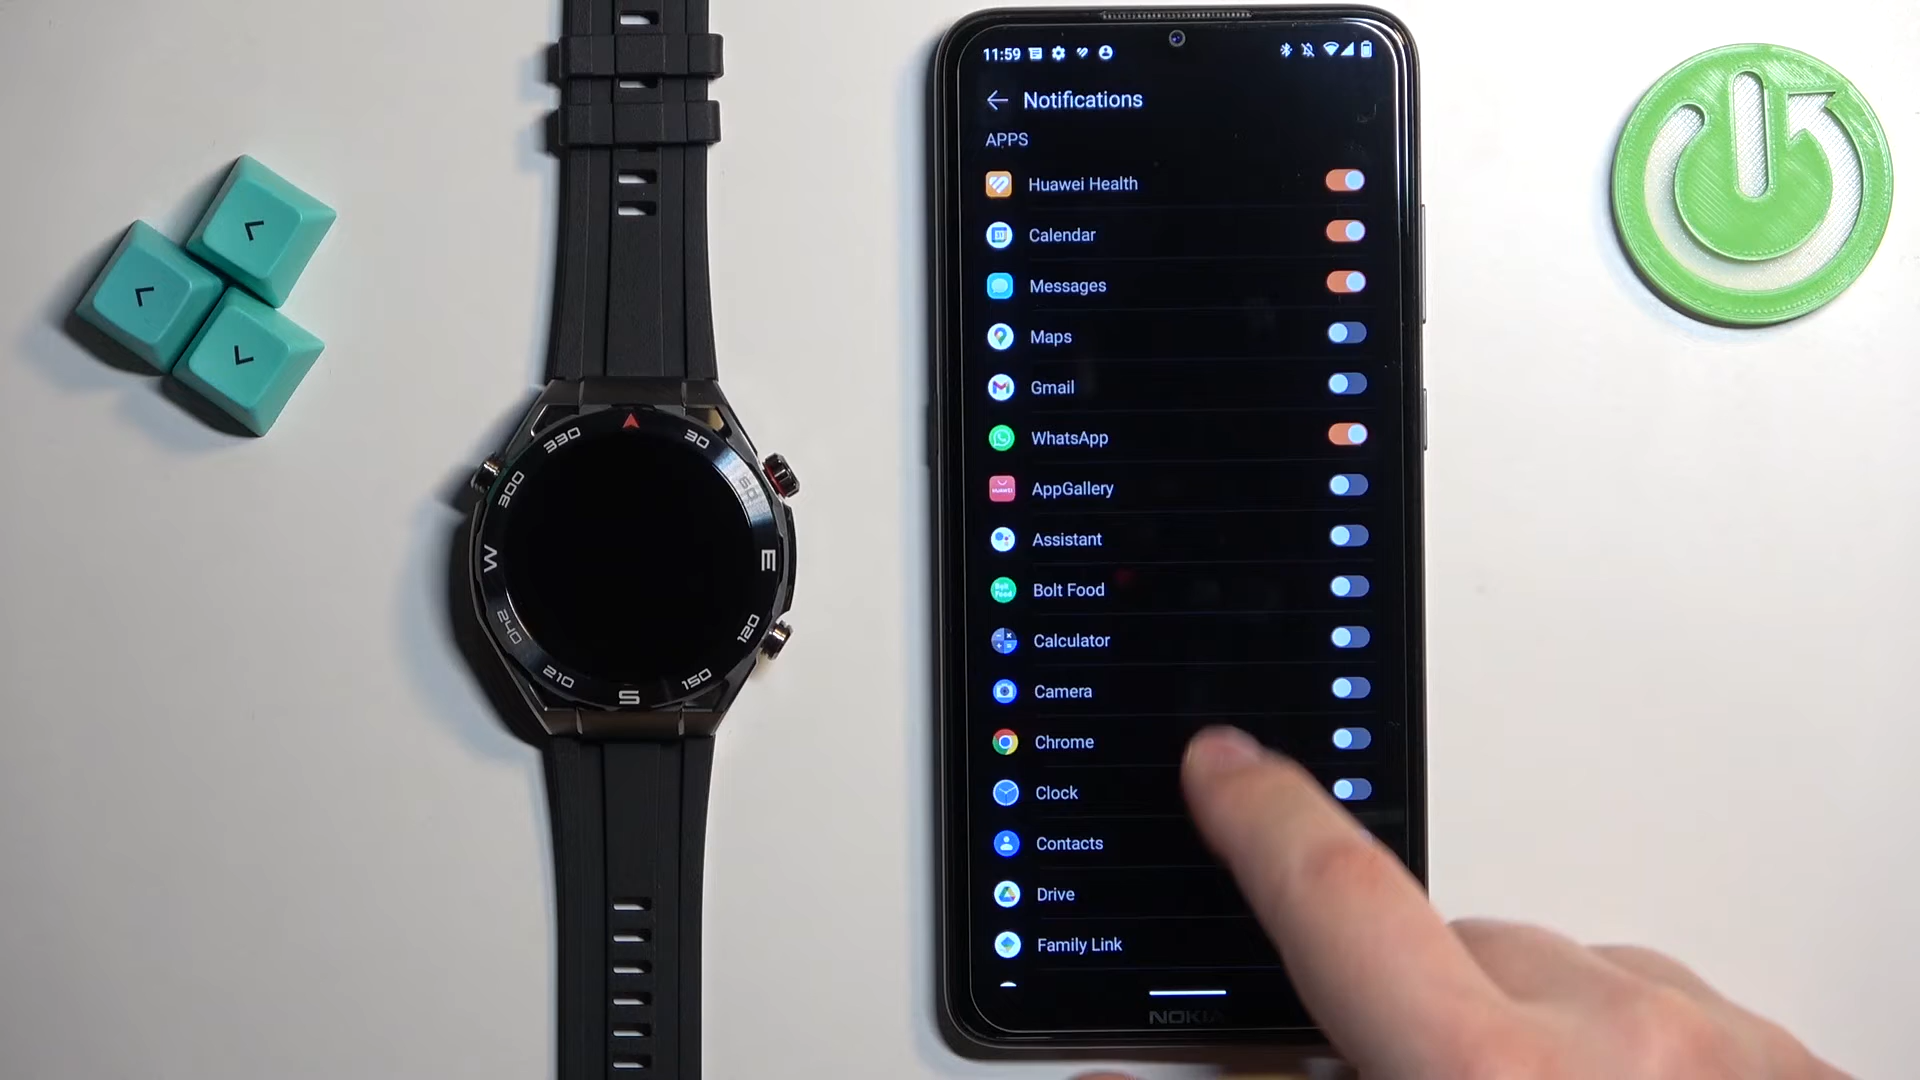 11:59
Notifications
APPS
Huawei Health
Calendar
Messages
Maps
Gmail
WhatsApp
AppGallery
Assistant
Bolt Food
Calculator
Camera
Chrome
Clock
Contacts
Drive
Family Link
NOKIA
330
30
300
60
W
E
240
120
210
S
150